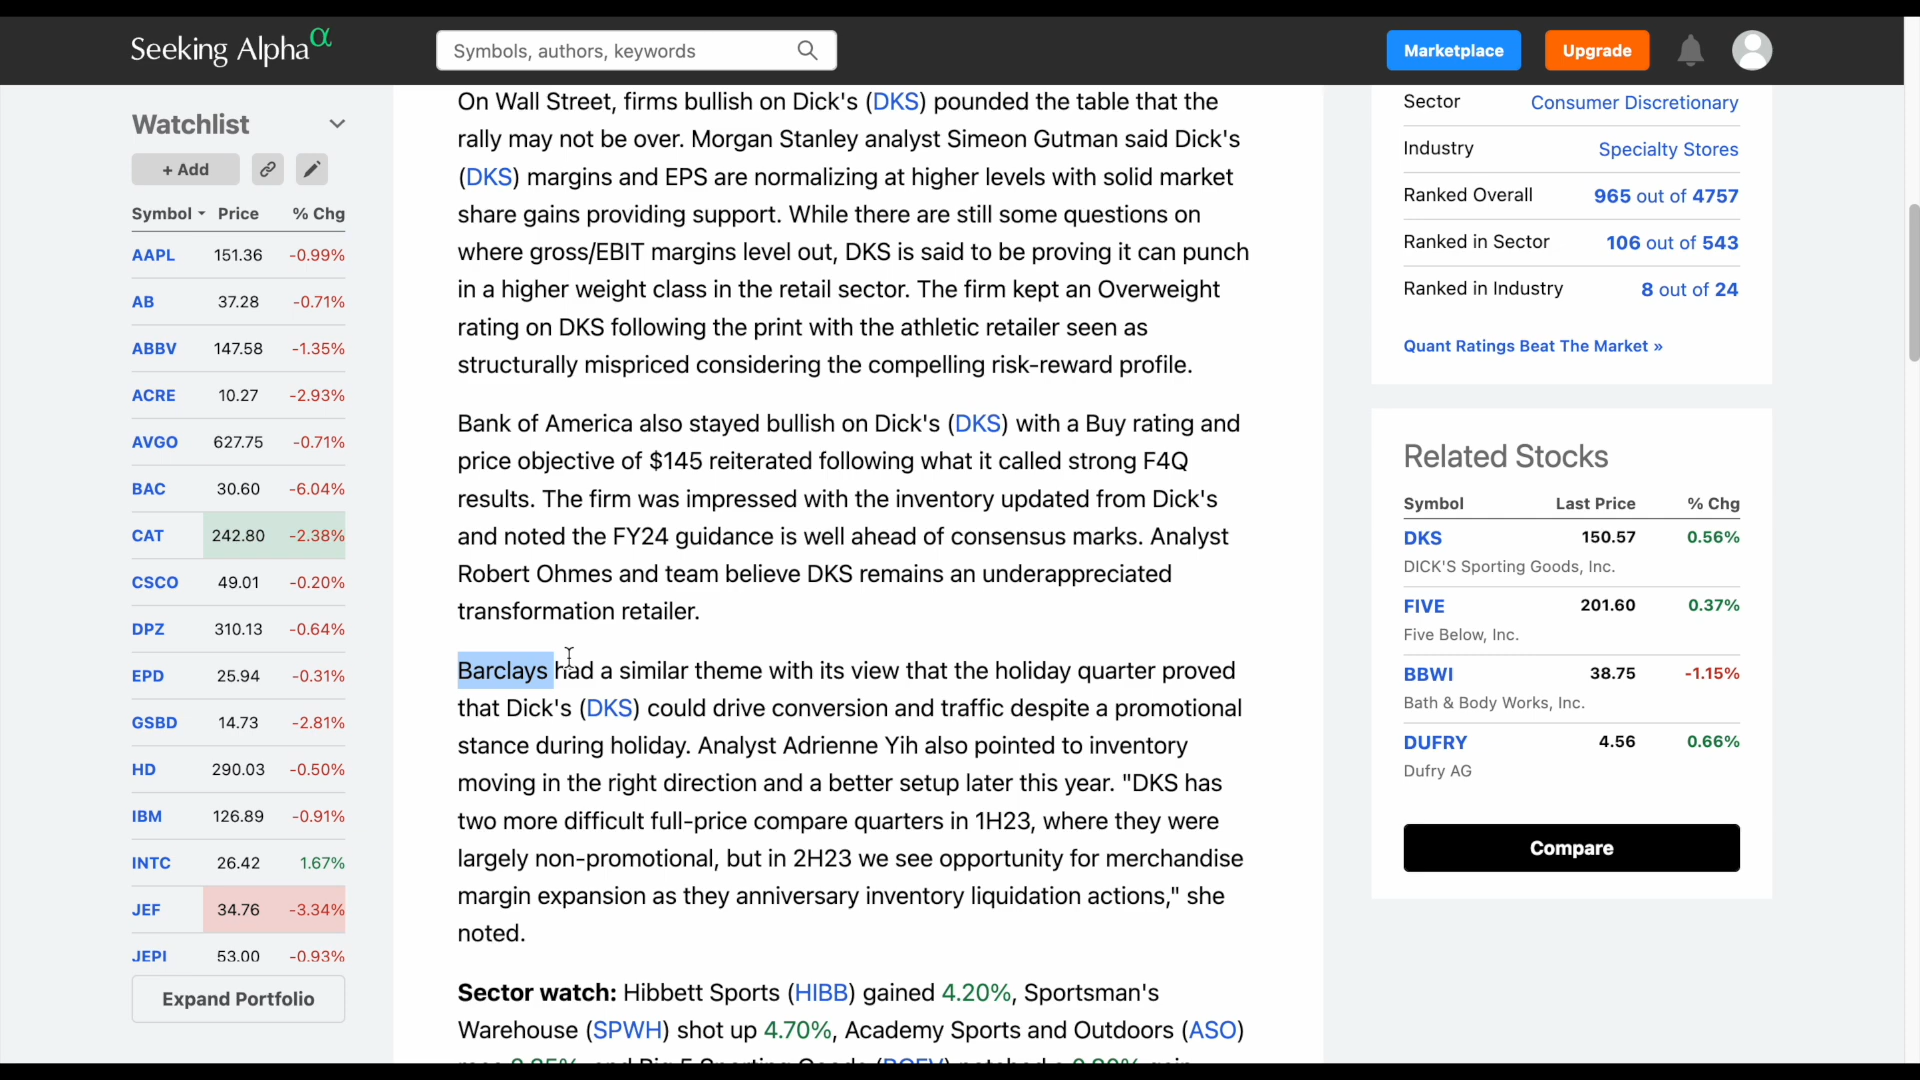 Seeking Alpha α
Symbols, authors, keywords
Marketplace
Upgrade
Watchlist
+ Add
Symbol Price % Chg
AAPL 151.36 -0.99%
AB 37.28 -0.71%
ABBV 147.58 -1.35%
ACRE 10.27 -2.93%
AVGO 627.75 -0.71%
BAC 30.60 -6.04%
CAT 242.80 -2.38%
CSCO 49.01 -0.20%
DPZ 310.13 -0.64%
EPD 25.94 -0.31%
GSBD 14.73 -2.81%
HD 290.03 -0.50%
IBM 126.89 -0.91%
INTC 26.42 1.67%
JEF 34.76 -3.34%
JEPI 53.00 -0.93%
Expand Portfolio
On Wall Street, firms bullish on Dick's (DKS) pounded the table that the
rally may not be over. Morgan Stanley analyst Simeon Gutman said Dick's
(DKS) margins and EPS are normalizing at higher levels with solid market
share gains providing support. While there are still some questions on
where gross/EBIT margins level out, DKS is said to be proving it can punch
in a higher weight class in the retail sector. The firm kept an Overweight
rating on DKS following the print with the athletic retailer seen as
structurally mispriced considering the compelling risk-reward profile.
Bank of America also stayed bullish on Dick's (DKS) with a Buy rating and
price objective of $145 reiterated following what it called strong F4Q
results. The firm was impressed with the inventory updated from Dick's
and noted the FY24 guidance is well ahead of consensus marks. Analyst
Robert Ohmes and team believe DKS remains an underappreciated
transformation retailer.
Barclays had a similar theme with its view that the holiday quarter proved
that Dick's (DKS) could drive conversion and traffic despite a promotional
stance during holiday. Analyst Adrienne Yih also pointed to inventory
moving in the right direction and a better setup later this year. "DKS has
two more difficult full-price compare quarters in 1H23, where they were
largely non-promotional, but in 2H23 we see opportunity for merchandise
margin expansion as they anniversary inventory liquidation actions," she
noted.
Sector watch: Hibbett Sports (HIBB) gained 4.20%, Sportsman's
Warehouse (SPWH) shot up 4.70%, Academy Sports and Outdoors (ASO)
Sector Consumer Discretionary
Industry Specialty Stores
Ranked Overall 965 out of 4757
Ranked in Sector 106 out of 543
Ranked in Industry 8 out of 24
Quant Ratings Beat The Market »
Related Stocks
Symbol Last Price % Chg
DKS 150.57 0.56%
DICK'S Sporting Goods, Inc.
FIVE 201.60 0.37%
Five Below, Inc.
BBWI 38.75 -1.15%
Bath & Body Works, Inc.
DUFRY 4.56 0.66%
Dufry AG
Compare